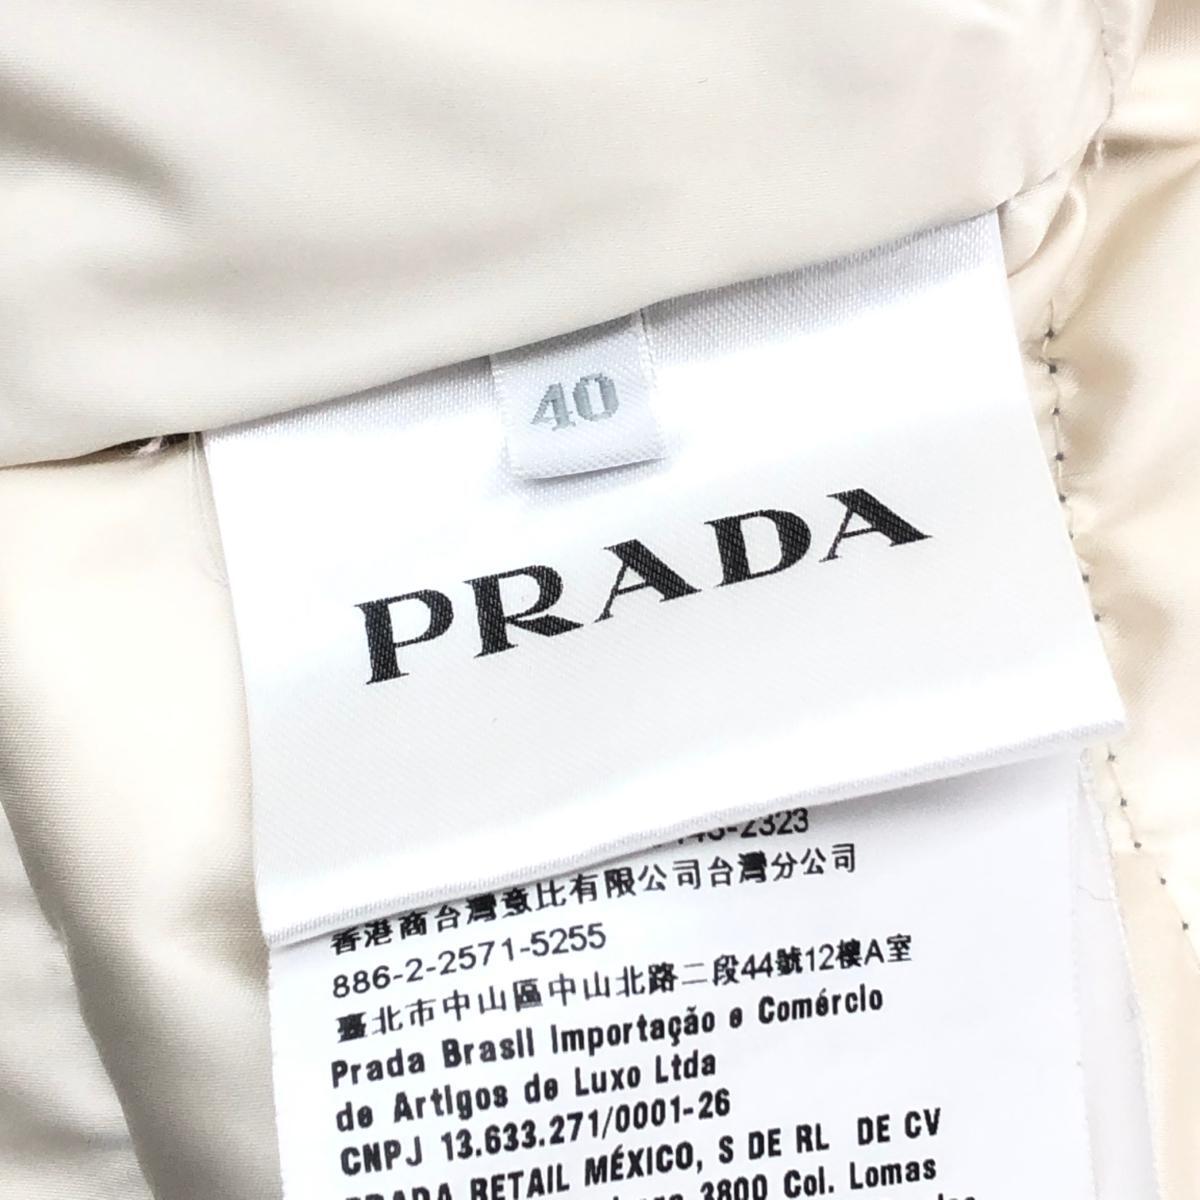 40
PRADA
香港商台灣意比有限公司台灣分公司
886-2-2571-5255
臺北市中山區中山北路二段44號12樓A室
Prada Brasil Importação e Comércio
de Artigos de Luxo Ltda
CNPJ 13.633.271/0001-26
PRADA RETAIL MÉXICO, S DE RL DE CV
3800 Col. Lomas